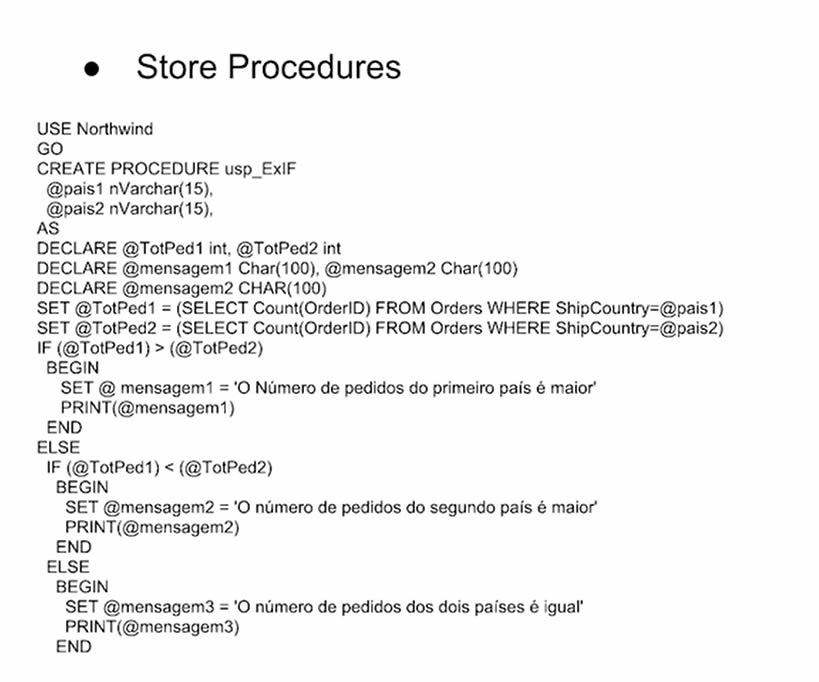 ● Store Procedures
USE Northwind
GO
CREATE PROCEDURE usp_ExIF
@pais1 nVarchar(15),
@pais2 nVarchar(15),
AS
DECLARE @TotPed1 int, @TotPed2 int
DECLARE @mensagem1 Char(100), @mensagem2 Char(100)
DECLARE @mensagem2 CHAR(100)
SET @TotPed1 = (SELECT Count(OrderID) FROM Orders WHERE ShipCountry=@pais1)
SET @TotPed2 = (SELECT Count(OrderID) FROM Orders WHERE ShipCountry=@pais2)
IF (@TotPed1) > (@TotPed2)
BEGIN
SET @ mensagem1 = 'O Número de pedidos do primeiro país é maior'
PRINT(@mensagem1)
END
ELSE
IF (@TotPed1) < (@TotPed2)
BEGIN
SET @mensagem2 = 'O número de pedidos do segundo país é maior'
PRINT(@mensagem2)
END
ELSE
BEGIN
SET @mensagem3 = 'O número de pedidos dos dois países é igual'
PRINT(@mensagem3)
END